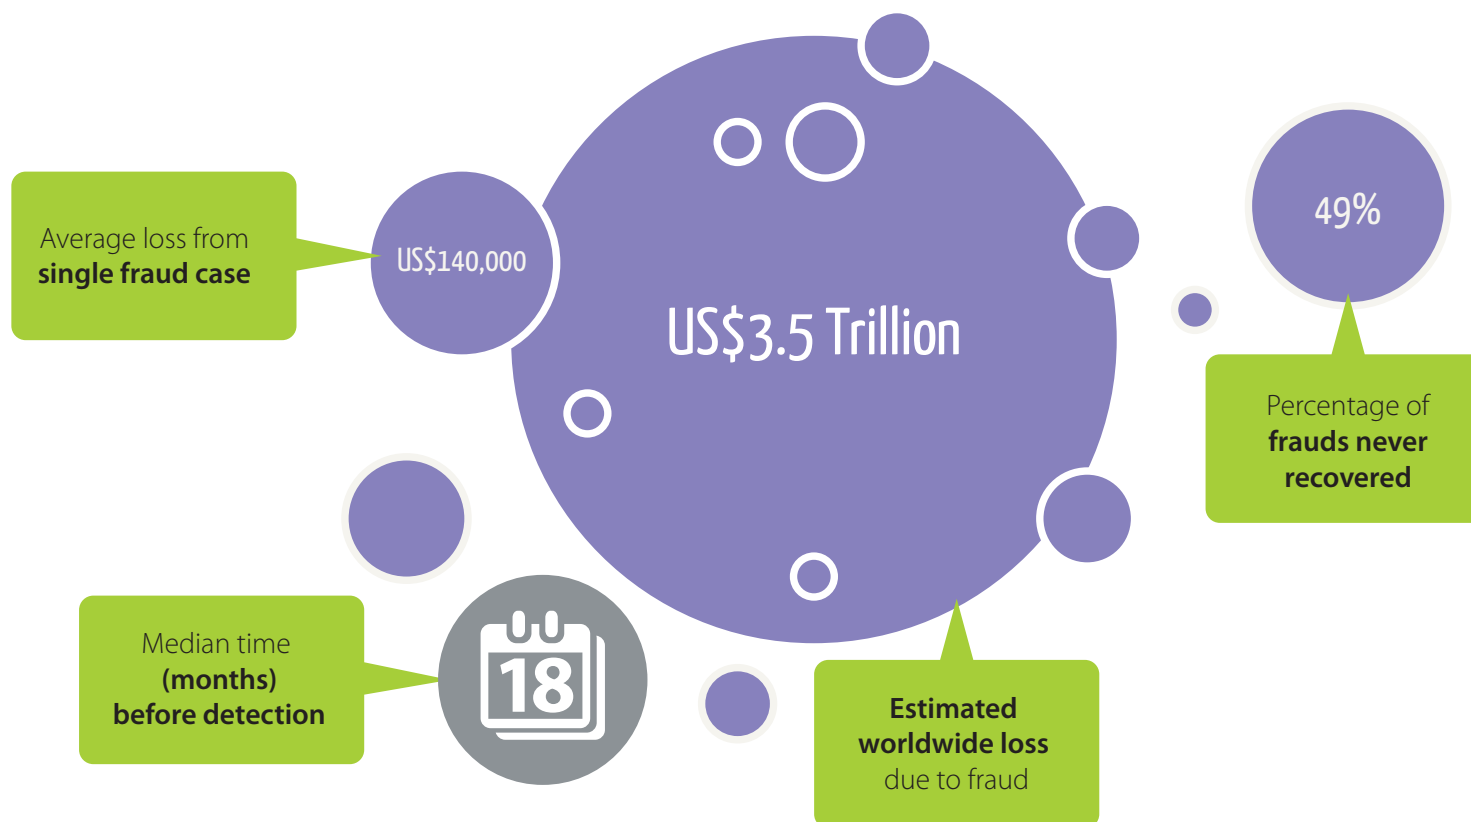 Average loss from
single fraud case
US$140,000
US$3.5 Trillion
49%
Percentage of
frauds never
recovered
Median time
(months)
before detection
18
Estimated
worldwide loss
due to fraud